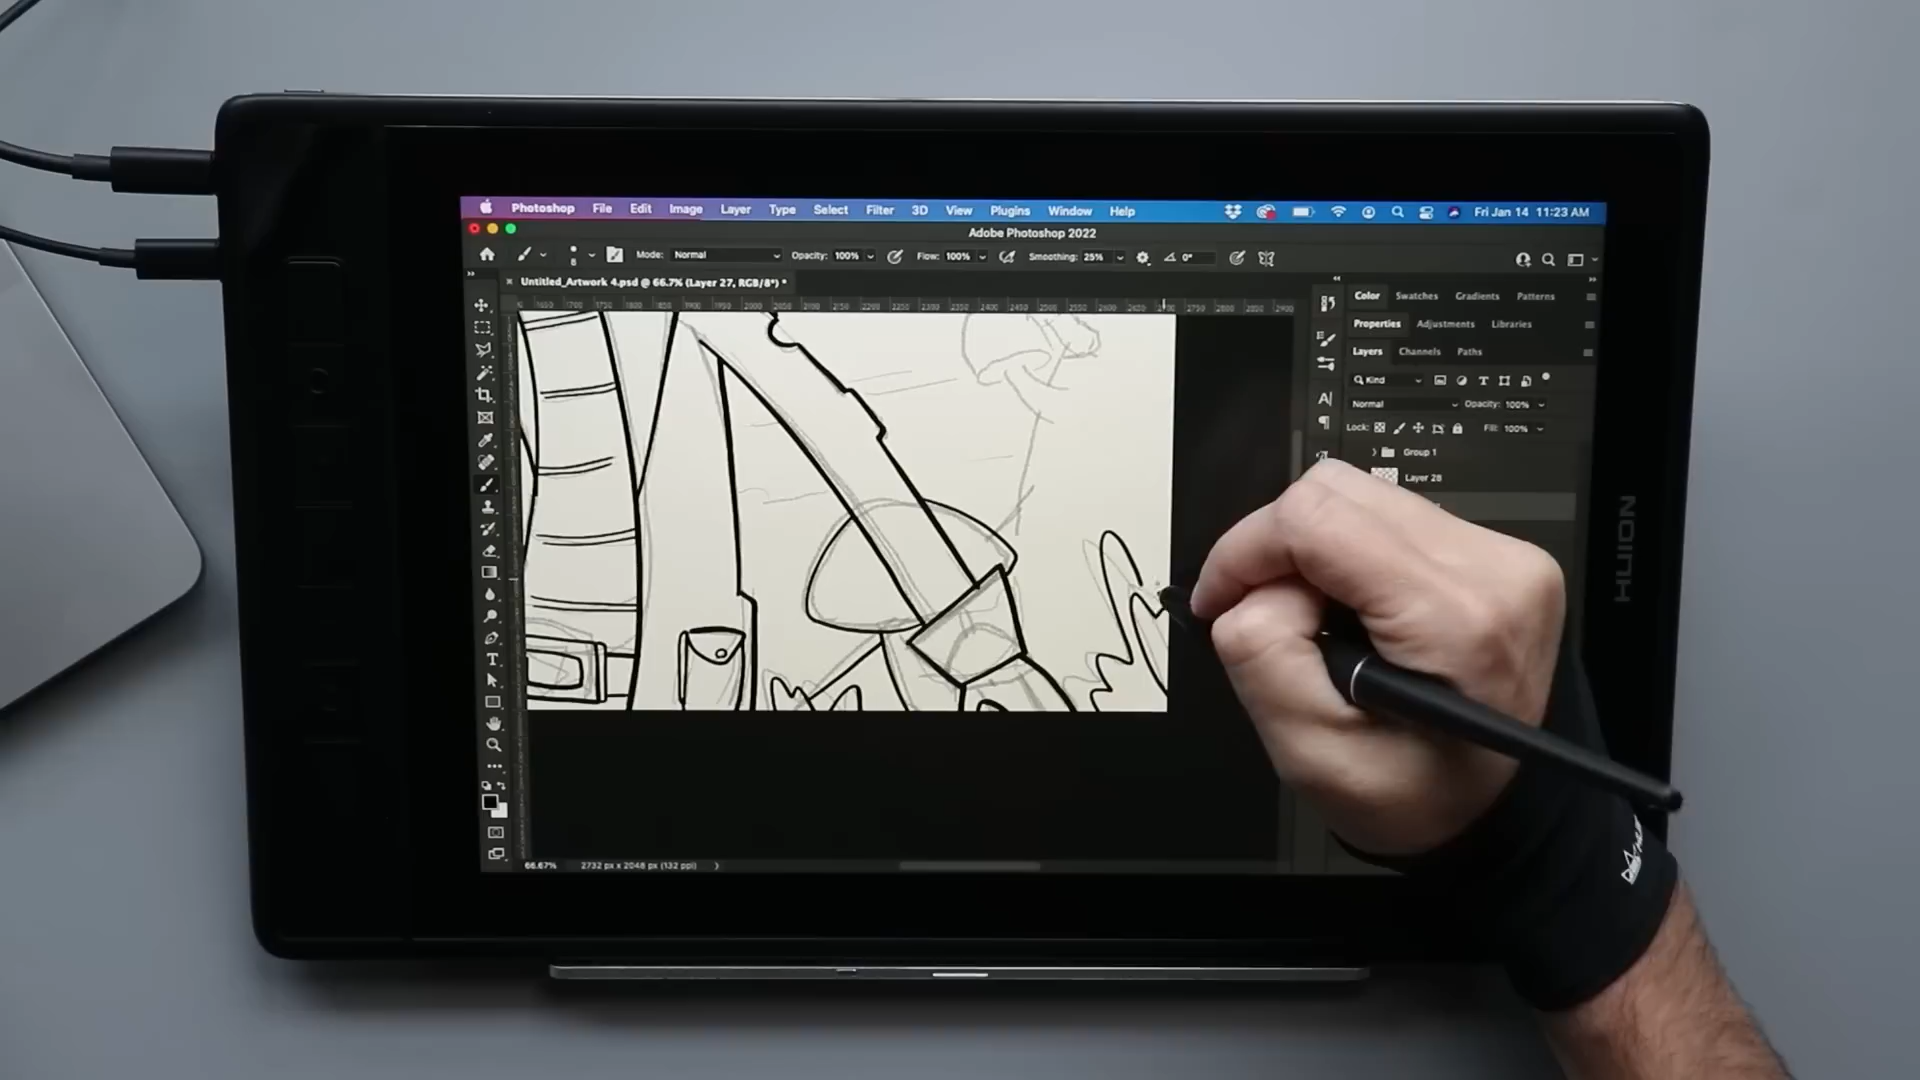 Photoshop File Edit Image Layer Type Select Filter 3D View Plugins Window Help Fri Jan 14 11:23 AM
Adobe Photoshop 2022
Mode: Normal Opacity: 100% Flow: 100% Smoothing: 25% 0°
Untitled_Artwork 4.psd @ 66.7% (Layer 27, RGB/8*) *
Color Swatches Gradients Patterns
Properties Adjustments Libraries
Layers Channels Paths
Kind
Normal Opacity: 100%
Lock: Fill: 100%
Group 1
Layer 28
HUION
66.67% 2732 px x 2048 px (132 ppi)